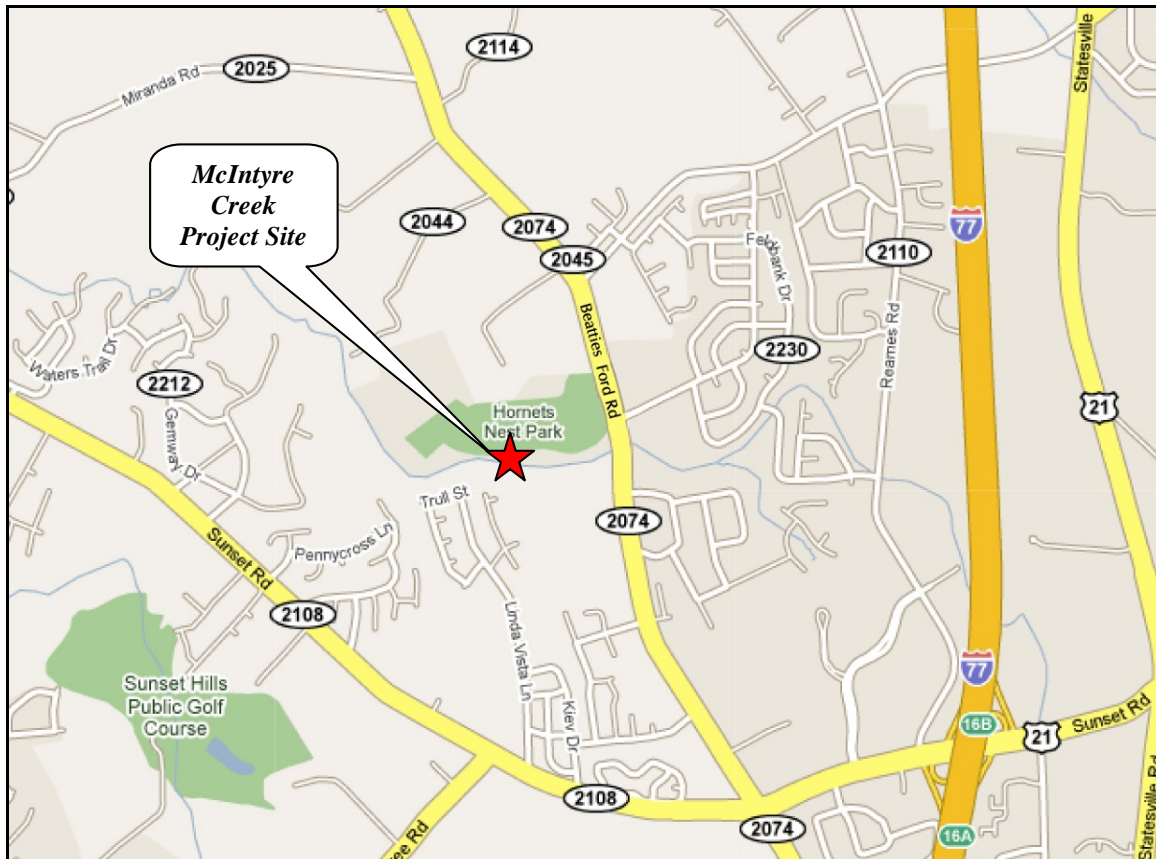 2114
2025
Miranda Rd
Statesville
McIntyre
Creek
Project Site
2044
2074
77
2045
2110
Feldbank Dr
Beatties Ford Rd
Reames Rd
2230
Waters Trail Dr
2212
21
Gemway Dr
Hornets
Nest Park
Trull St
2074
Pennycross Ln
Sunset Rd
2108
Linda Vista Ln
77
Sunset Hills
Public Golf
Course
Kiev Dr
16B
21
Sunset Rd
2108
2074
16A
Statesville Rd
ee Rd